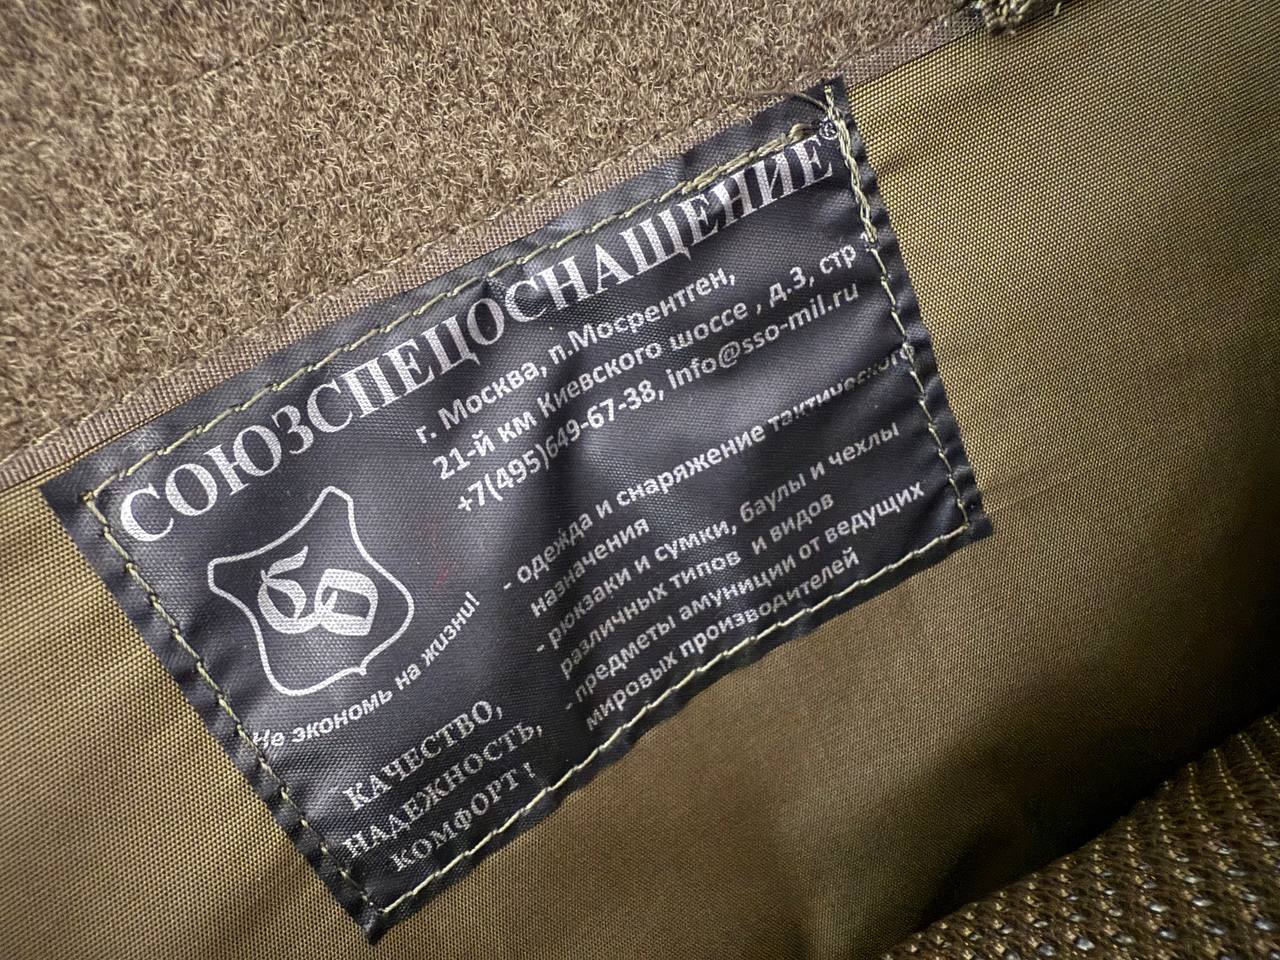 СОЮЗСПЕЦОСНАЩЕНИЕ®
г. Москва, п.Мосрентген,
21-й км Киевского шоссе , д.3, стр 1
+7(495)649-67-38, info@sso-mil.ru
Не экономь на жизни!
КАЧЕСТВО,
НАДЕЖНОСТЬ,
КОМФОРТ !
- одежда и снаряжение тактического
назначения
- рюкзаки и сумки, баулы и чехлы
различных типов и видов
- предметы амуниции от ведущих
мировых производителей